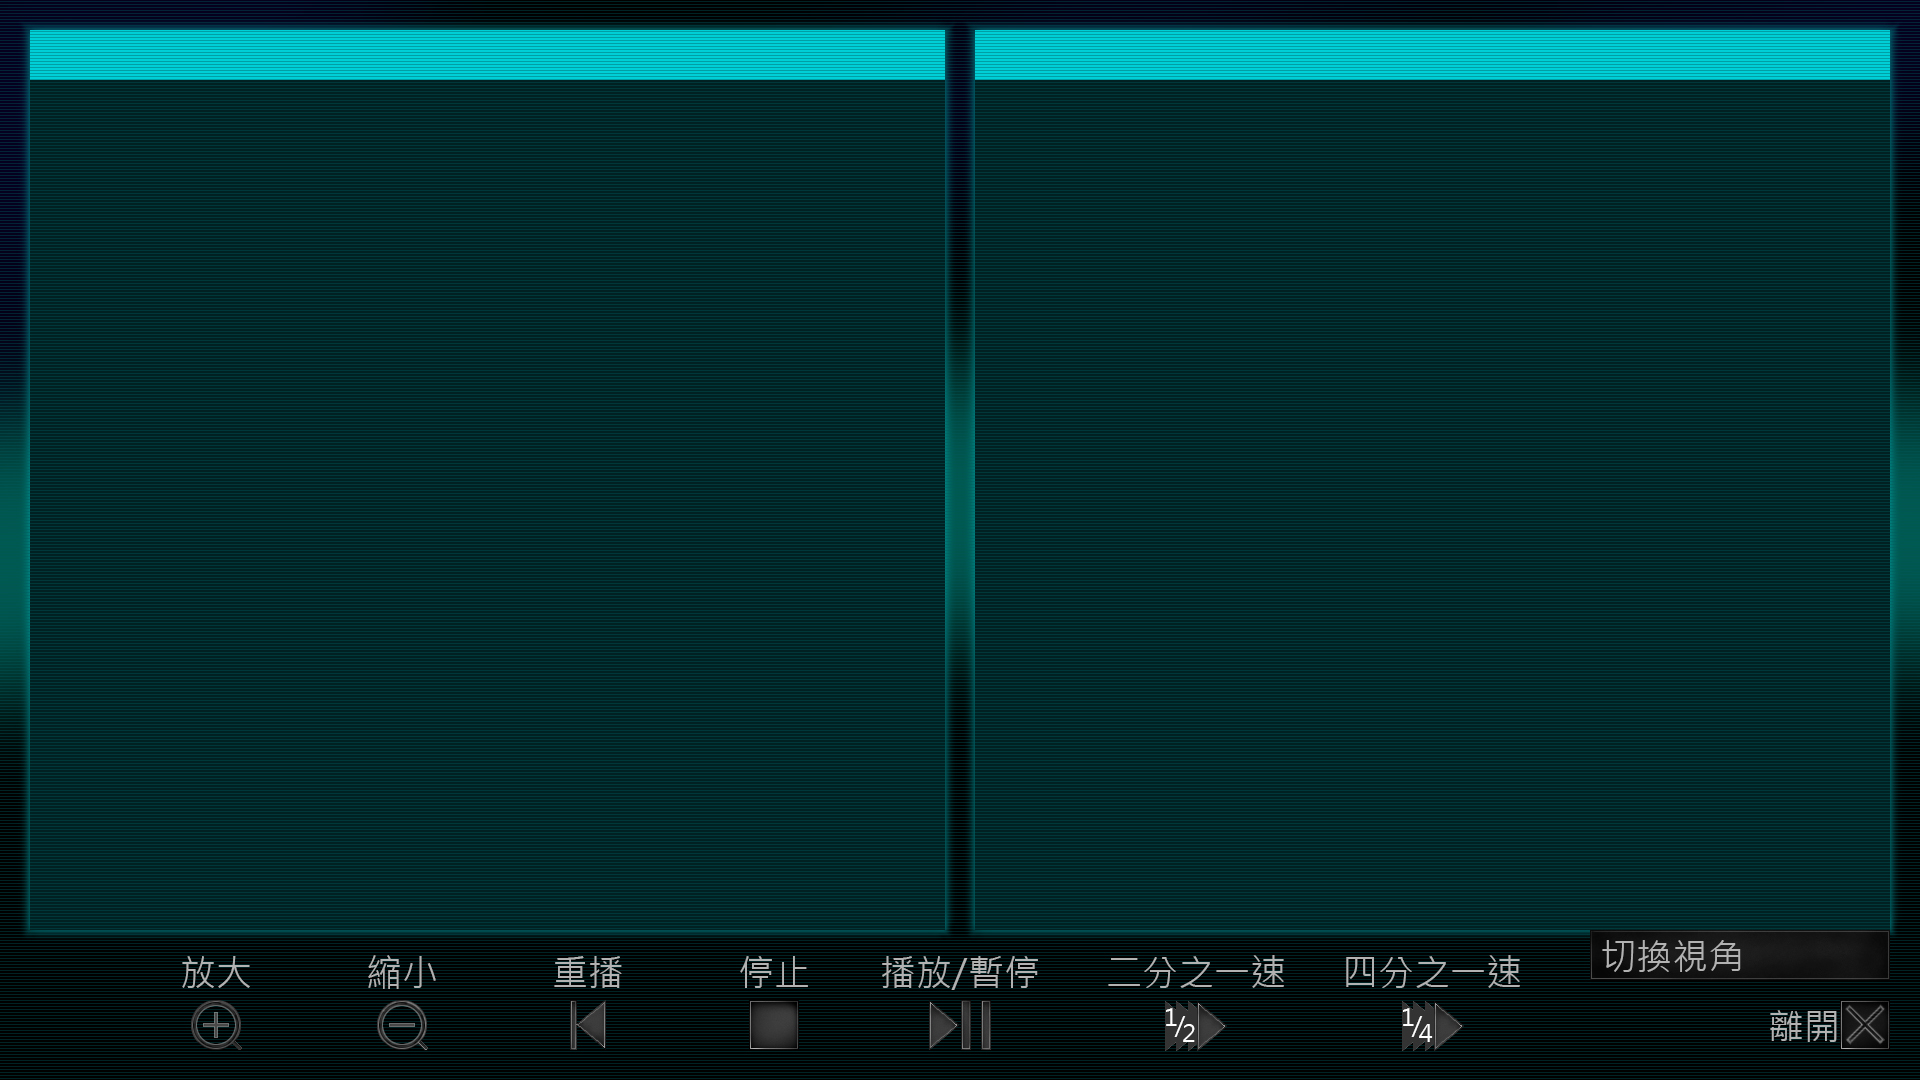 放大
縮小
重播
停止
播放/暫停
二分之一速
四分之一速
切換視角
1/2
1/4
離開